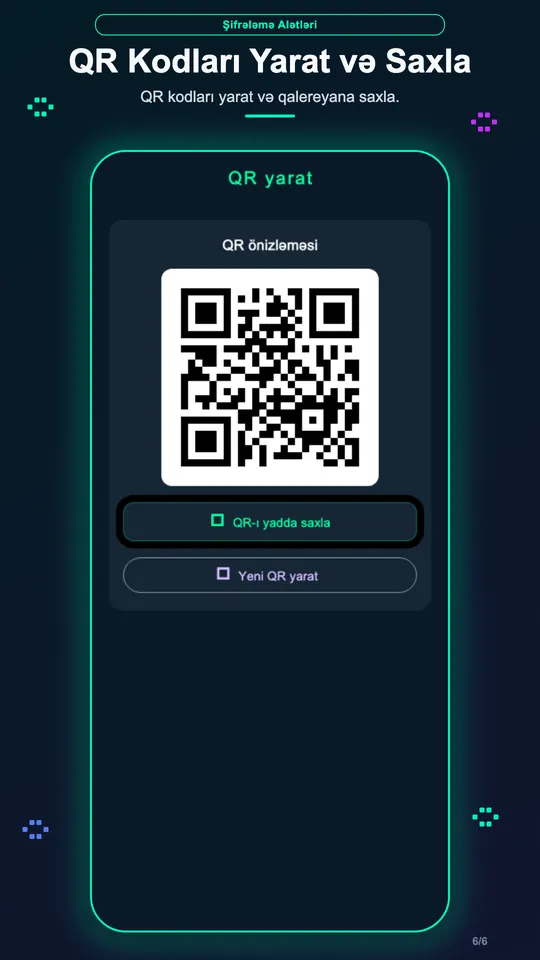 Şifrələmə Alətləri
QR Kodları Yarat və Saxla
QR kodları yarat və qalereyana saxla.
QR yarat
QR önizləməsi
QR-ı yadda saxla
Yeni QR yarat
6/6